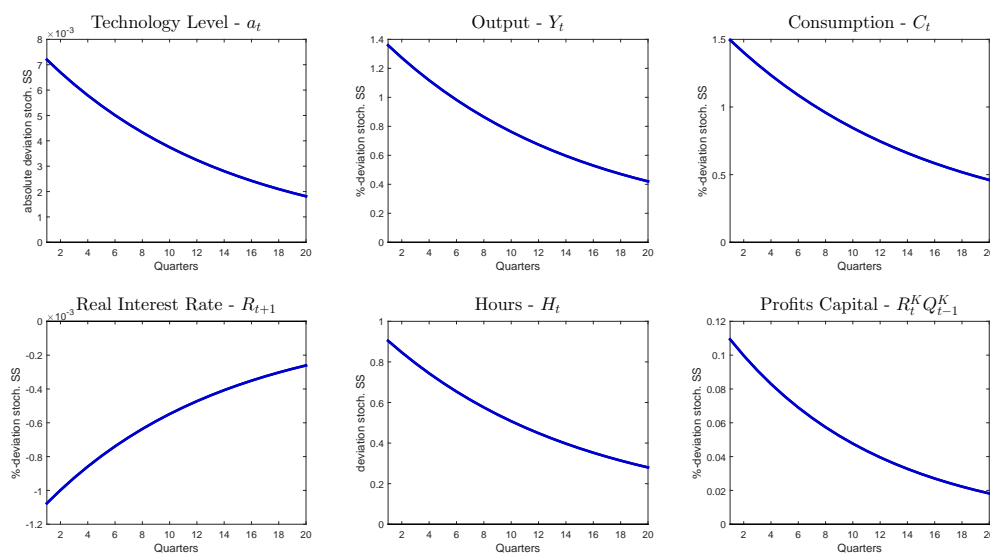 Technology Level - a_t
×10^-3
8
7
6
5
4
3
2
1
0
absolute deviation stoch. SS
2 4 6 8 10 12 14 16 18 20
Quarters
Output - Y_t
1.4
1.2
1
0.8
0.6
0.4
0.2
0
%-deviation stoch. SS
2 4 6 8 10 12 14 16 18 20
Quarters
Consumption - C_t
1.5
1
0.5
0
%-deviation stoch. SS
2 4 6 8 10 12 14 16 18 20
Quarters
Real Interest Rate - R_{t+1}
×10^-3
0
-0.2
-0.4
-0.6
-0.8
-1
-1.2
%-deviation stoch. SS
2 4 6 8 10 12 14 16 18 20
Quarters
Hours - H_t
1
0.8
0.6
0.4
0.2
0
deviation stoch. SS
2 4 6 8 10 12 14 16 18 20
Quarters
Profits Capital - R_t^K Q_{t-1}^K
0.12
0.1
0.08
0.06
0.04
0.02
0
%-deviation stoch. SS
2 4 6 8 10 12 14 16 18 20
Quarters